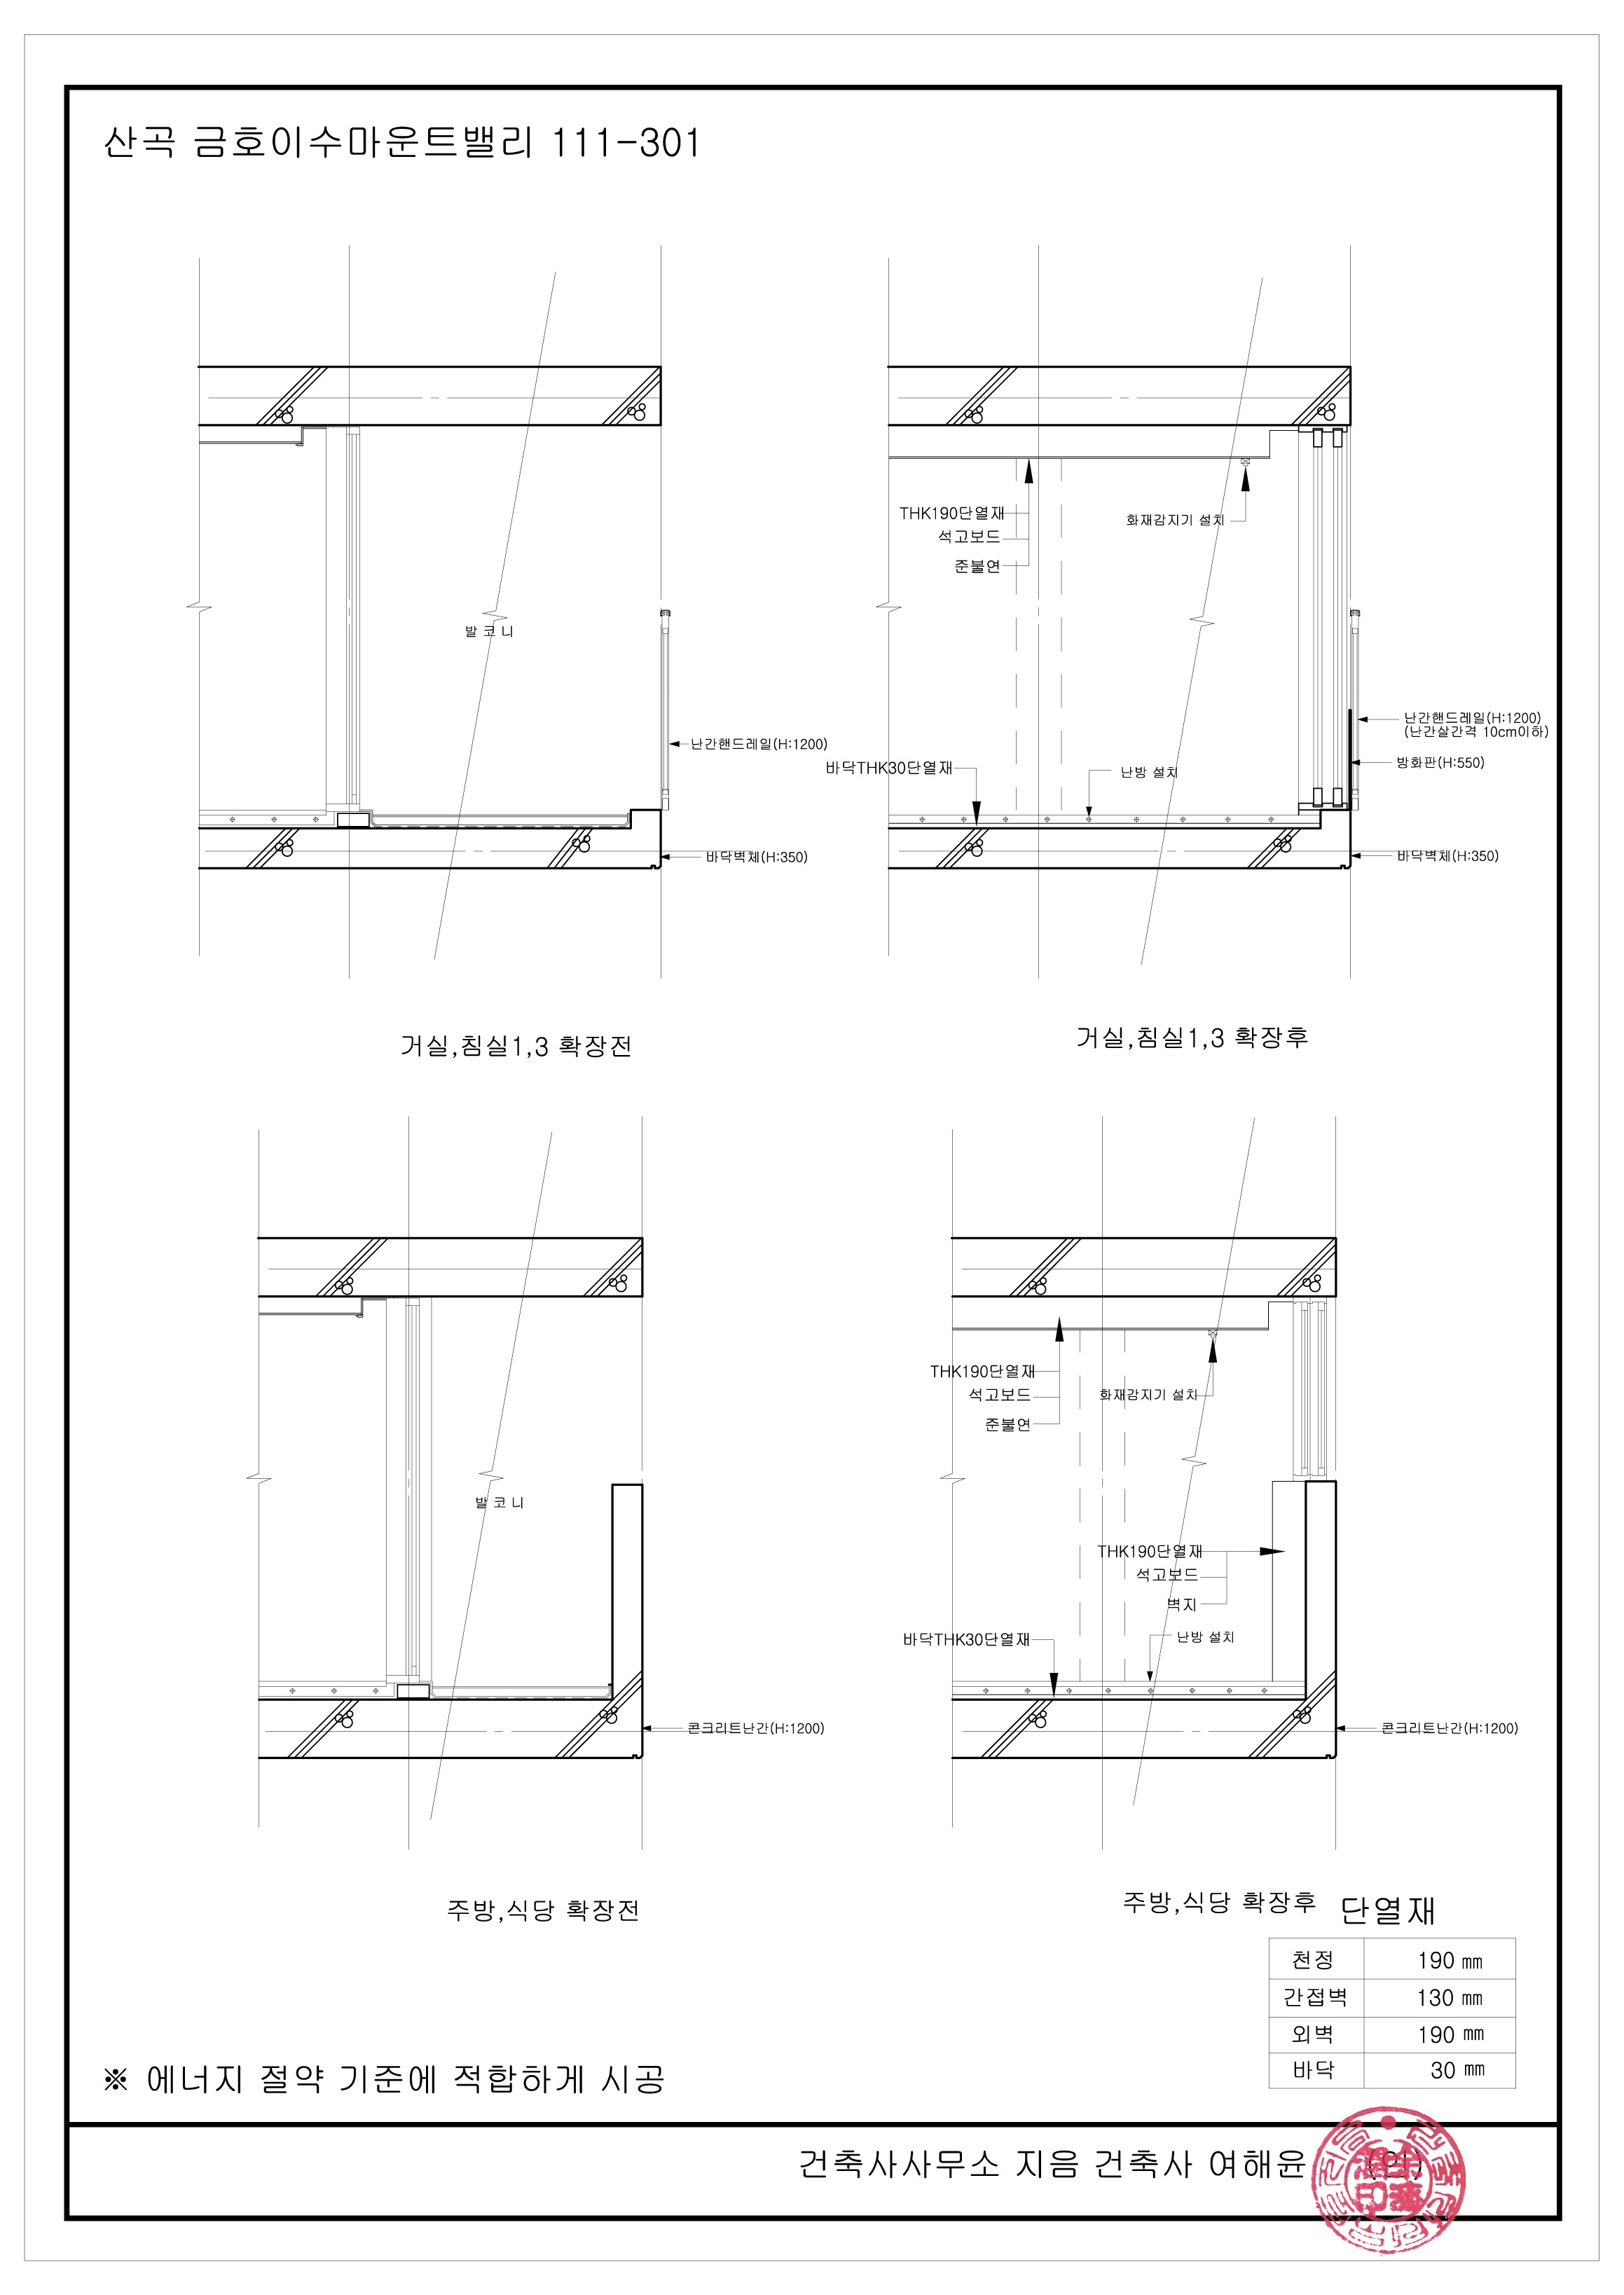 산곡 금호이수마운트밸리 111-301
발 코 니
난간핸드레일(H:1200)
바닥벽체(H:350)
거실,침실1,3 확장전
THK190단열재
석고보드
준불연
화재감지기 설치
바닥THK30단열재
난방 설치
난간핸드레일(H:1200)
(난간살간격 10cm이하)
방화판(H:550)
바닥벽체(H:350)
거실,침실1,3 확장후
발 코 니
콘크리트난간(H:1200)
주방,식당 확장전
THK190단열재
석고보드
준불연
화재감지기 설치
THK190단열재
석고보드
벽지
바닥THK30단열재
난방 설치
콘크리트난간(H:1200)
주방,식당 확장후
단열재
천정 190 ㎜
간접벽 130 ㎜
외벽 190 ㎜
바닥 30 ㎜
※ 에너지 절약 기준에 적합하게 시공
건축사사무소 지음 건축사 여해윤 (인)